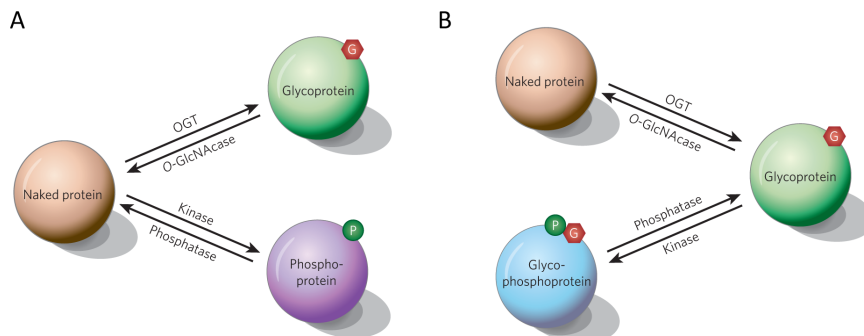 A
G
Glycoprotein
OGT
O-GlcNAcase
Naked protein
Kinase
Phosphatase
P
Phospho-
protein
B
Naked protein
OGT
O-GlcNAcase
G
Glycoprotein
Phosphatase
Kinase
P
G
Glyco-
phosphoprotein